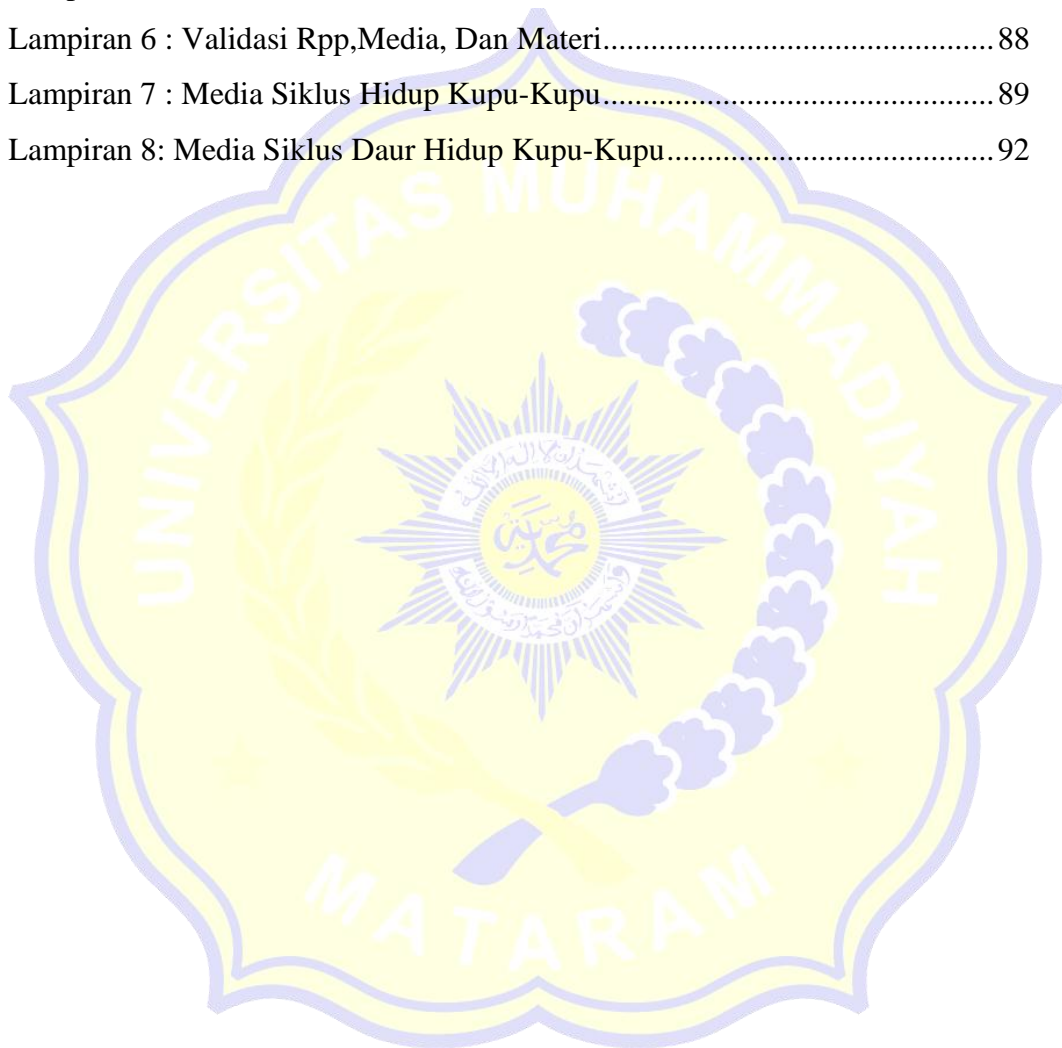 Lampiran 6 : Validasi Rpp,Media, Dan Materi................................................. 88
Lampiran 7 : Media Siklus Hidup Kupu-Kupu................................................. 89
Lampiran 8: Media Siklus Daur Hidup Kupu-Kupu......................................... 92
UNIVERSITAS MUHAMMADIYAH
MATARAM